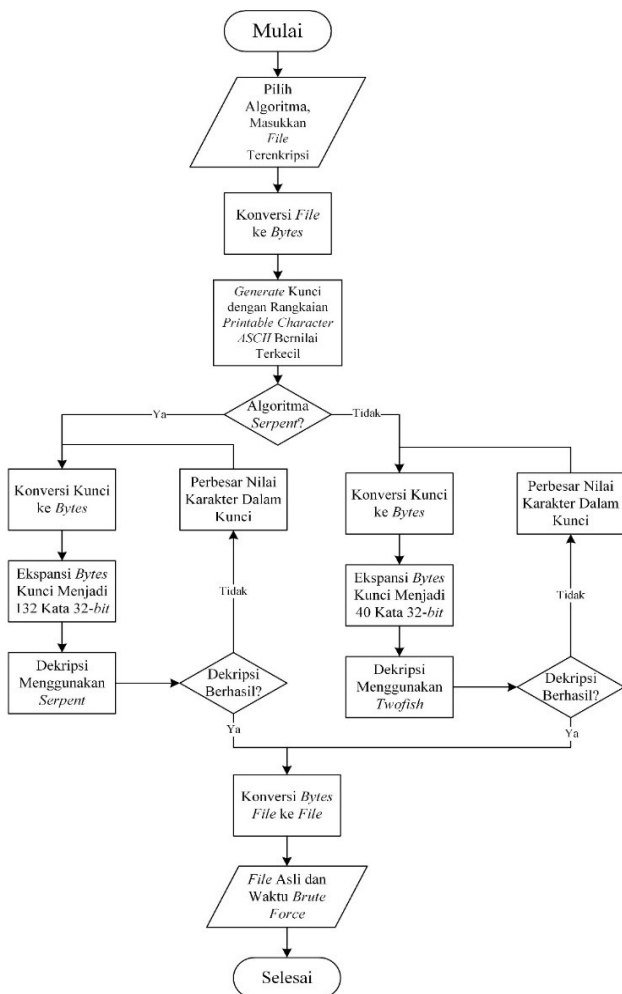 Mulai
Pilih
Algoritma,
Masukkan
File
Terenkripsi
Konversi File
ke Bytes
Generate Kunci
dengan Rangkaian
Printable Character
ASCII Bernilai
Terkecil
Algoritma
Serpent?
Ya
Tidak
Konversi Kunci
ke Bytes
Perbesar Nilai
Karakter Dalam
Kunci
Ekspansi Bytes
Kunci Menjadi
132 Kata 32-bit
Tidak
Dekripsi
Menggunakan
Serpent
Dekripsi
Berhasil?
Ya
Konversi Kunci
ke Bytes
Perbesar Nilai
Karakter Dalam
Kunci
Ekspansi Bytes
Kunci Menjadi
40 Kata 32-bit
Tidak
Dekripsi
Menggunakan
Twofish
Dekripsi
Berhasil?
Ya
Konversi Bytes
File ke File
File Asli dan
Waktu Brute
Force
Selesai